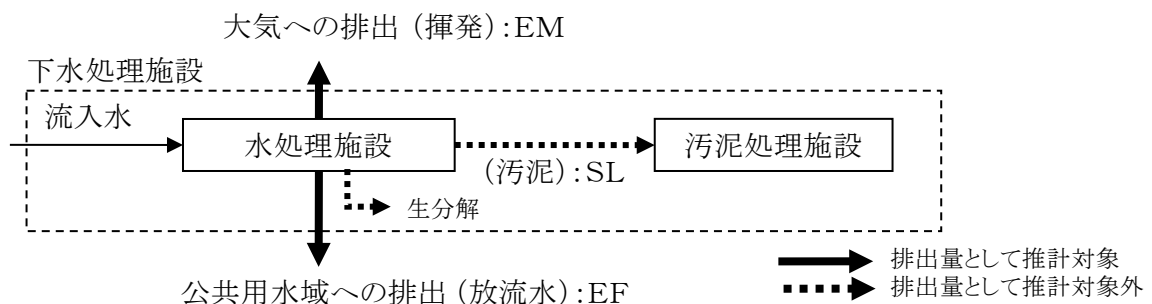 大気への排出（揮発）:EM
下水処理施設
流入水
水処理施設
汚泥処理施設
（汚泥）:SL
生分解
公共用水域への排出（放流水）:EF
排出量として推計対象
排出量として推計対象外